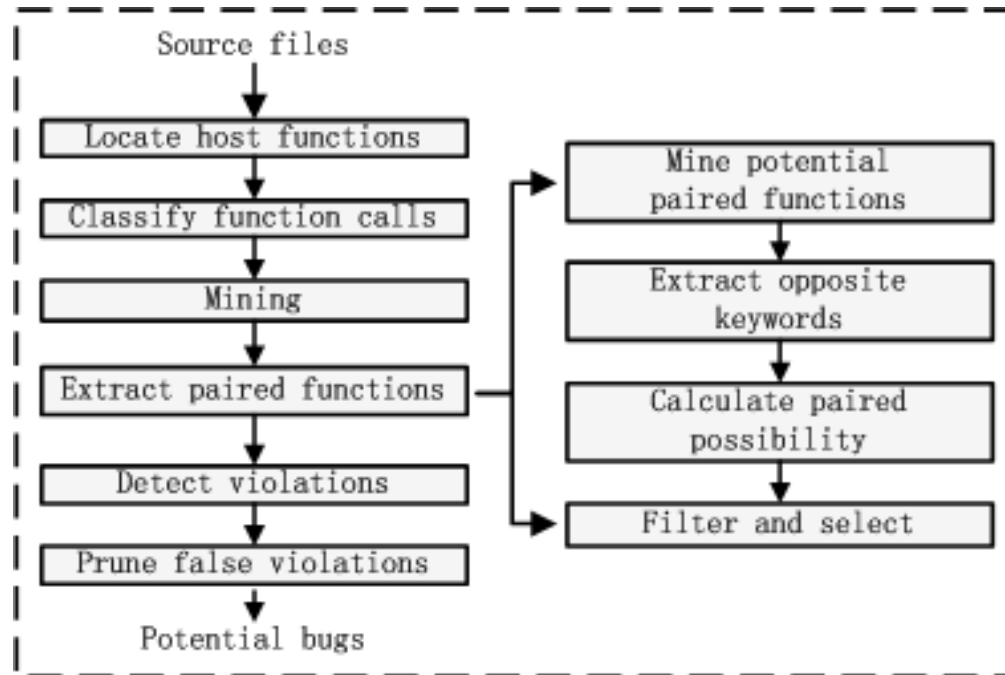 Source files
Locate host functions
Classify function calls
Mining
Extract paired functions
Detect violations
Prune false violations
Potential bugs
Mine potential
paired functions
Extract opposite
keywords
Calculate paired
possibility
Filter and select